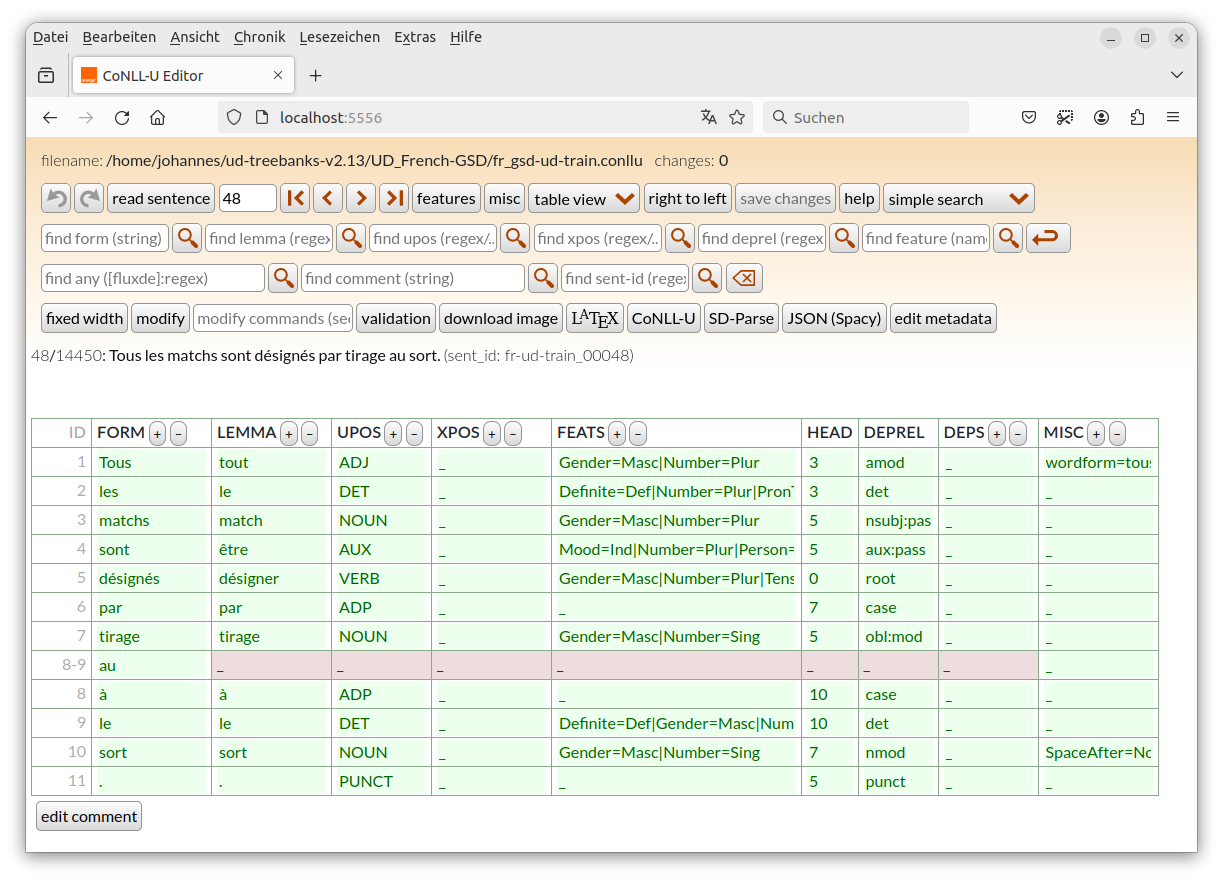 Datei Bearbeiten Ansicht Chronik Lesezeichen Extras Hilfe
CoNLL-U Editor
localhost:5556 Suchen
filename: /home/johannes/ud-treebanks-v2.13/UD_French-GSD/fr_gsd-ud-train.conllu changes: 0
read sentence 48 features misc table view right to left save changes help simple search
find form (string) find lemma (regex find upos (regex/.. find xpos (regex/.. find deprel (regex find feature (nam
find any ([fluxde]:regex) find comment (string) find sent-id (rege
fixed width modify modify commands (see validation download image LATEX CoNLL-U SD-Parse JSON (Spacy) edit metadata
48/14450: Tous les matchs sont désignés par tirage au sort. (sent_id: fr-ud-train_00048)
ID FORM + - LEMMA + - UPOS + - XPOS + - FEATS + - HEAD DEPREL DEPS + - MISC + -
1 Tous tout ADJ _ Gender=Masc|Number=Plur 3 amod _ wordform=tous
2 les le DET _ Definite=Def|Number=Plur|PronT 3 det _ _
3 matchs match NOUN _ Gender=Masc|Number=Plur 5 nsubj:pas _ _
4 sont être AUX _ Mood=Ind|Number=Plur|Person= 5 aux:pass _ _
5 désignés désigner VERB _ Gender=Masc|Number=Plur|Tens 0 root _ _
6 par par ADP _ _ 7 case _ _
7 tirage tirage NOUN _ Gender=Masc|Number=Sing 5 obl:mod _ _
8-9 au _ _ _ _ _ _ _ _
8 à à ADP _ _ 10 case _ _
9 le le DET _ Definite=Def|Gender=Masc|Num 10 det _ _
10 sort sort NOUN _ Gender=Masc|Number=Sing 7 nmod _ SpaceAfter=No
11 . . PUNCT _ _ 5 punct _ _
edit comment